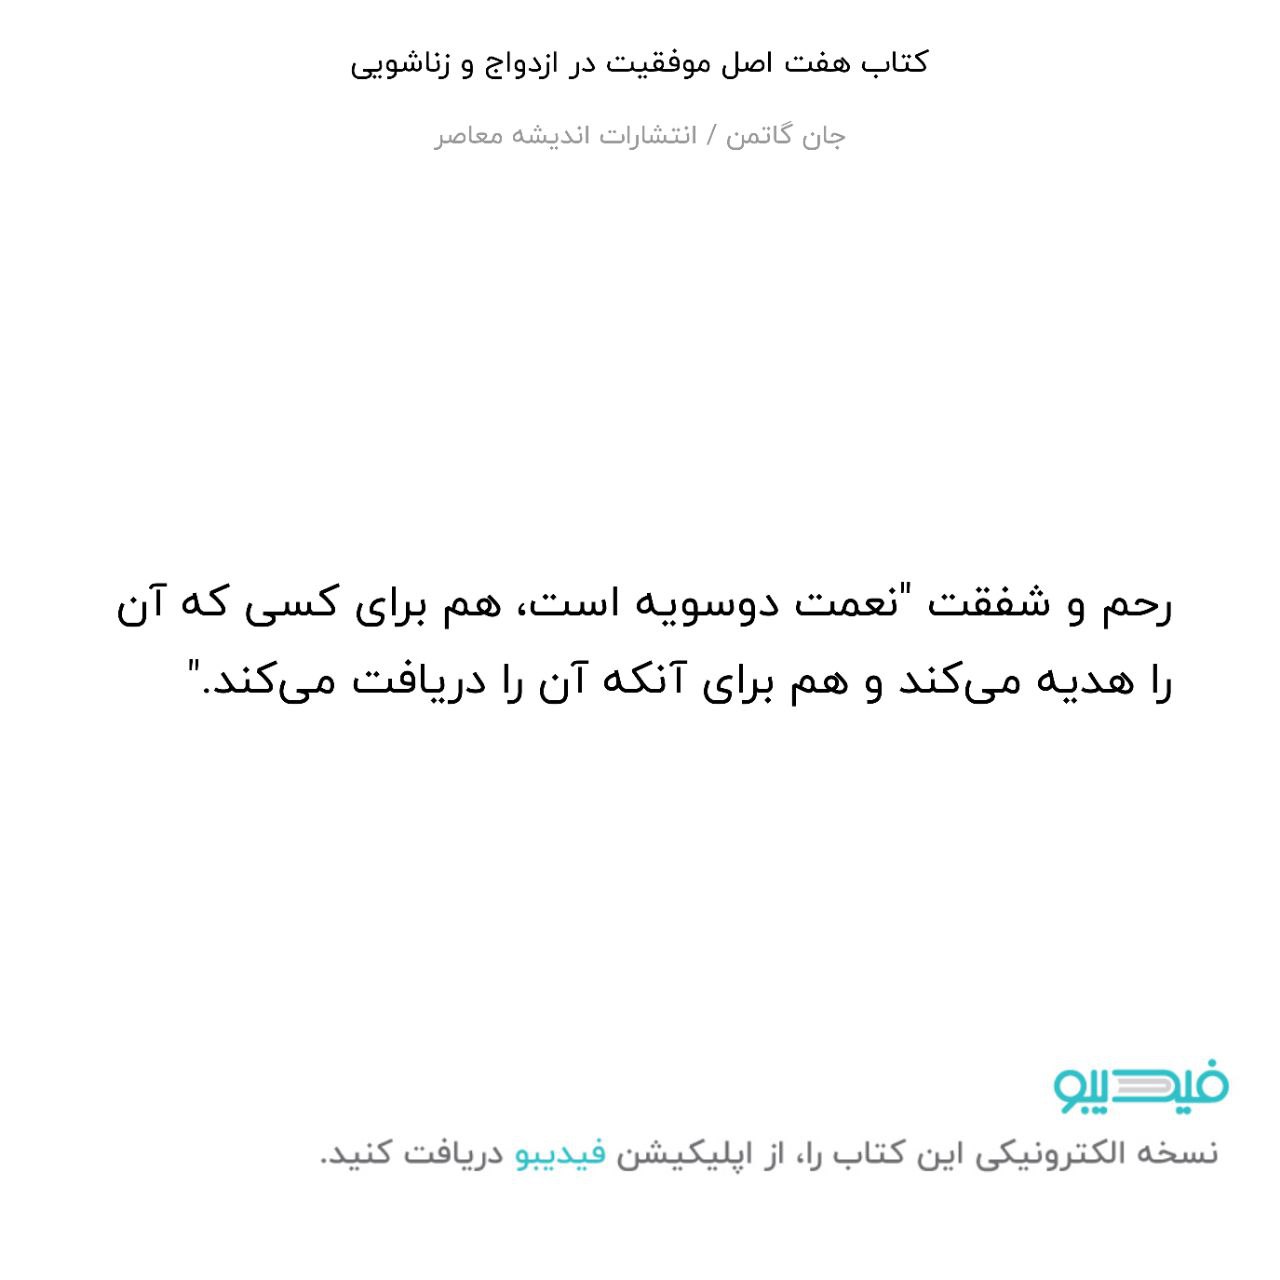 کتاب هفت اصل موفقیت در ازدواج و زناشویی
جان گاتمن / انتشارات اندیشه معاصر
رحم و شفقت "نعمت دوسویه است، هم برای کسی که آن
را هدیه می‌کند و هم برای آنکه آن را دریافت می‌کند."
فیدیبو
نسخه الکترونیکی این کتاب را، از اپلیکیشن فیدیبو دریافت کنید.